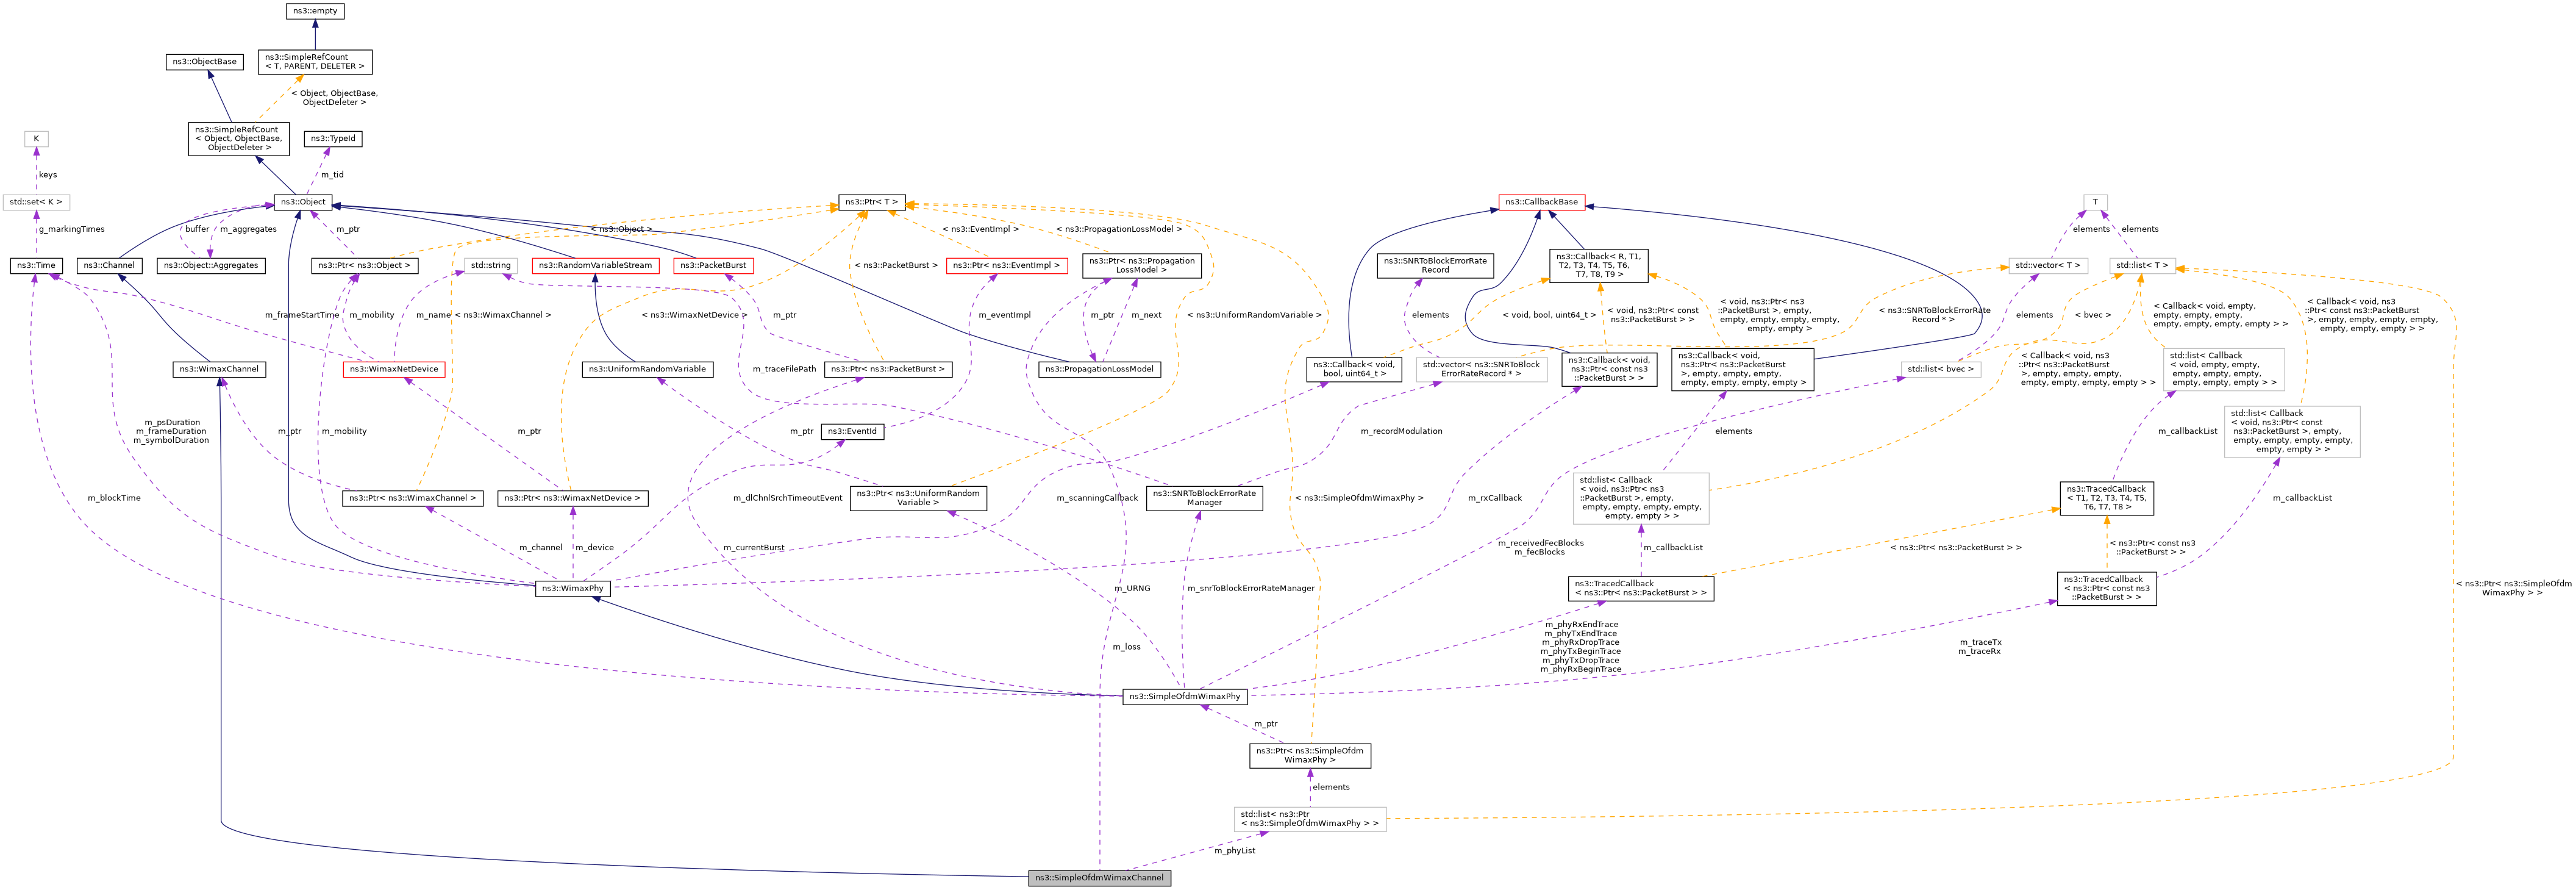 ns3::empty
ns3::ObjectBase
ns3::SimpleRefCount
< T, PARENT, DELETER >
< Object, ObjectBase,
ObjectDeleter >
K
ns3::SimpleRefCount
< Object, ObjectBase,
ObjectDeleter >
ns3::TypeId
keys
m_tid
std::set< K >
ns3::Object
ns3::Ptr< T >
ns3::CallbackBase
T
g_markingTimes
buffer
m_aggregates
m_ptr
< ns3::Object >
< ns3::EventImpl >
< ns3::PropagationLossModel >
elements
elements
ns3::Time
ns3::Channel
ns3::Object::Aggregates
ns3::Ptr< ns3::Object >
std::string
ns3::RandomVariableStream
ns3::PacketBurst
< ns3::PacketBurst >
ns3::Ptr< ns3::EventImpl >
ns3::Ptr< ns3::Propagation
LossModel >
ns3::SNRToBlockErrorRate
Record
ns3::Callback< R, T1,
T2, T3, T4, T5, T6,
T7, T8, T9 >
std::vector< T >
std::list< T >
m_frameStartTime
m_mobility
m_name
< ns3::WimaxChannel >
< ns3::WimaxNetDevice >
m_ptr
m_eventImpl
m_ptr
m_next
< ns3::UniformRandomVariable >
elements
< void, bool, uint64_t >
< void, ns3::Ptr< const
ns3::PacketBurst > >
< void, ns3::Ptr< ns3
::PacketBurst >, empty,
empty, empty, empty, empty,
empty, empty >
< ns3::SNRToBlockErrorRate
Record * >
elements
< bvec >
< Callback< void, empty,
empty, empty, empty,
empty, empty, empty, empty > >
< Callback< void, ns3
::Ptr< const ns3::PacketBurst
>, empty, empty, empty, empty,
empty, empty, empty > >
ns3::WimaxChannel
ns3::WimaxNetDevice
ns3::UniformRandomVariable
m_traceFilePath
ns3::Ptr< ns3::PacketBurst >
ns3::PropagationLossModel
ns3::Callback< void,
bool, uint64_t >
std::vector< ns3::SNRToBlock
ErrorRateRecord * >
ns3::Callback< void,
ns3::Ptr< const ns3
::PacketBurst > >
ns3::Callback< void,
ns3::Ptr< ns3::PacketBurst
>, empty, empty, empty,
empty, empty, empty, empty >
std::list< bvec >
< Callback< void, ns3
::Ptr< ns3::PacketBurst
>, empty, empty, empty,
empty, empty, empty, empty > >
std::list< Callback
< void, empty, empty,
empty, empty, empty,
empty, empty, empty > >
m_psDuration
m_frameDuration
m_symbolDuration
m_mobility
m_ptr
m_ptr
m_ptr
ns3::EventId
m_recordModulation
elements
m_callbackList
std::list< Callback
< void, ns3::Ptr< const
ns3::PacketBurst >, empty,
empty, empty, empty, empty,
empty, empty > >
m_blockTime
ns3::Ptr< ns3::WimaxChannel >
ns3::Ptr< ns3::WimaxNetDevice >
m_dlChnlSrchTimeoutEvent
ns3::Ptr< ns3::UniformRandom
Variable >
m_scanningCallback
ns3::SNRToBlockErrorRate
Manager
< ns3::SimpleOfdmWimaxPhy >
m_rxCallback
std::list< Callback
< void, ns3::Ptr< ns3
::PacketBurst >, empty,
empty, empty, empty, empty,
empty, empty > >
ns3::TracedCallback
< T1, T2, T3, T4, T5,
T6, T7, T8 >
m_callbackList
m_channel
m_device
m_currentBurst
m_receivedFecBlocks
m_fecBlocks
m_callbackList
< ns3::Ptr< ns3::PacketBurst > >
< ns3::Ptr< const ns3
::PacketBurst > >
ns3::WimaxPhy
m_URNG
m_snrToBlockErrorRateManager
ns3::TracedCallback
< ns3::Ptr< ns3::PacketBurst > >
ns3::TracedCallback
< ns3::Ptr< const ns3
::PacketBurst > >
< ns3::Ptr< ns3::SimpleOfdm
WimaxPhy > >
m_loss
m_phyRxEndTrace
m_phyTxEndTrace
m_phyRxDropTrace
m_phyTxBeginTrace
m_phyTxDropTrace
m_phyRxBeginTrace
m_traceTx
m_traceRx
ns3::SimpleOfdmWimaxPhy
m_ptr
ns3::Ptr< ns3::SimpleOfdm
WimaxPhy >
elements
std::list< ns3::Ptr
< ns3::SimpleOfdmWimaxPhy > >
m_phyList
ns3::SimpleOfdmWimaxChannel